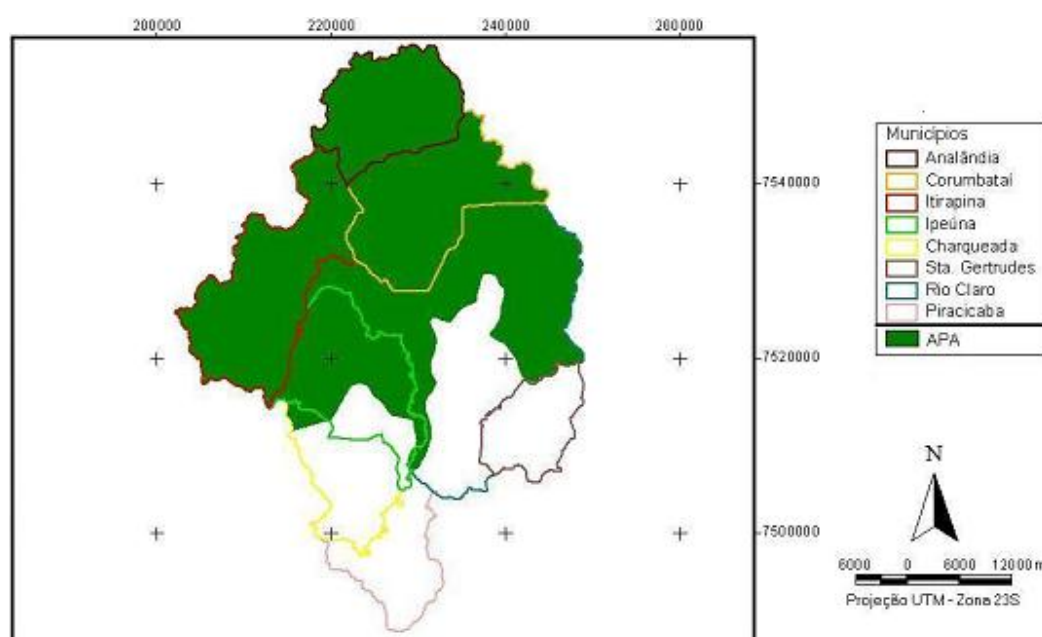 200000 220000 240000 260000
7540000
7520000
7500000
Municípios
Analândia
Corumbataí
Itirapina
Ipeúna
Charqueada
Sta. Gertrudes
Rio Claro
Piracicaba
APA
N
6000 0 6000 12000 m
Projeção UTM - Zona 23S